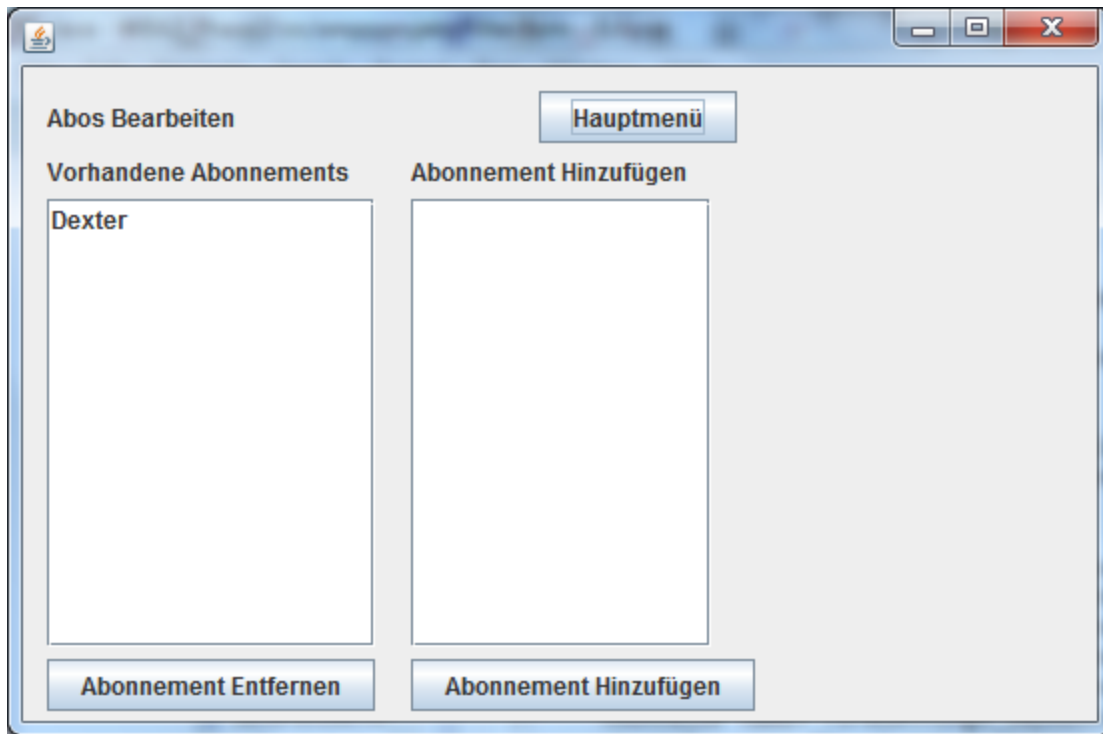 Abos Bearbeiten Hauptmenü
Vorhandene Abonnements Abonnement Hinzufügen
Dexter
Abonnement Entfernen Abonnement Hinzufügen